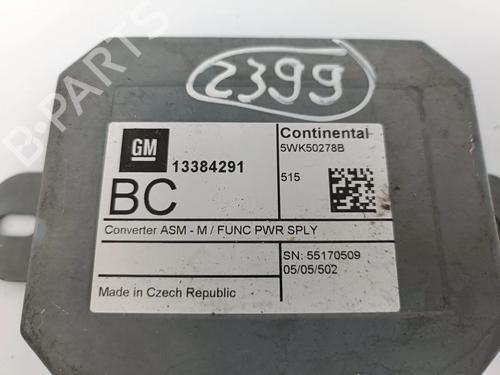 2399
B-PARTS
GM
13384291
BC
Continental
5WK50278B
515
Converter ASM - M / FUNC PWR SPLY
Made in Czech Republic
SN: 55170509
05/05/502